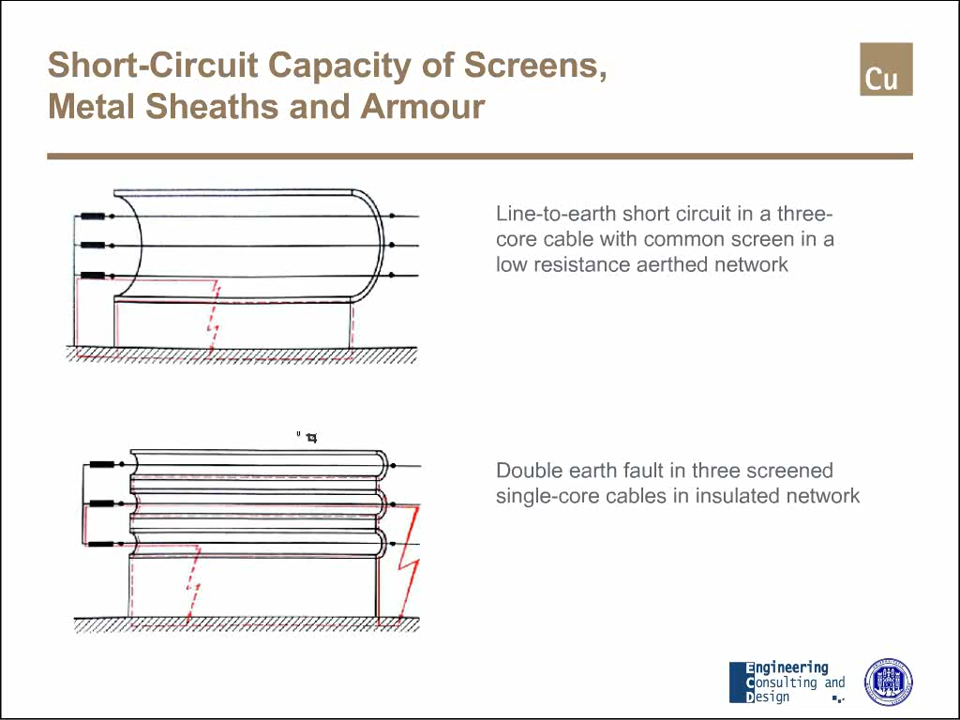 Short-Circuit Capacity of Screens,
Metal Sheaths and Armour
Cu
Line-to-earth short circuit in a three-
core cable with common screen in a
low resistance aerthed network
Double earth fault in three screened
single-core cables in insulated network
Engineering
Consulting and
Design